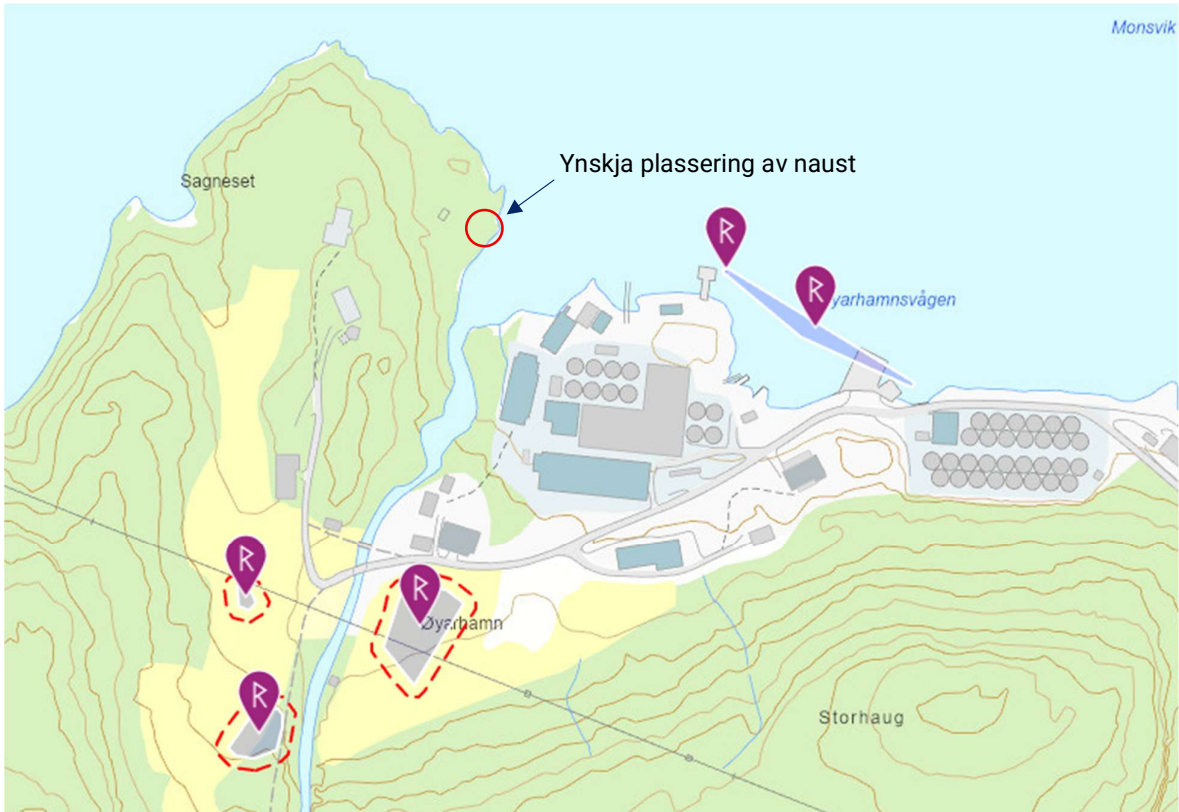 Monsvik
Ynskja plassering av naust
Sagneset
yarhamnsvågen
Øyarhamn
Storhaug